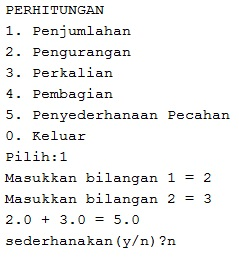 PERHITUNGAN
1. Penjumlahan
2. Pengurangan
3. Perkalian
4. Pembagian
5. Penyederhanaan Pecahan
0. Keluar
Pilih:1
Masukkan bilangan 1 = 2
Masukkan bilangan 2 = 3
2.0 + 3.0 = 5.0
sederhanakan(y/n)?n